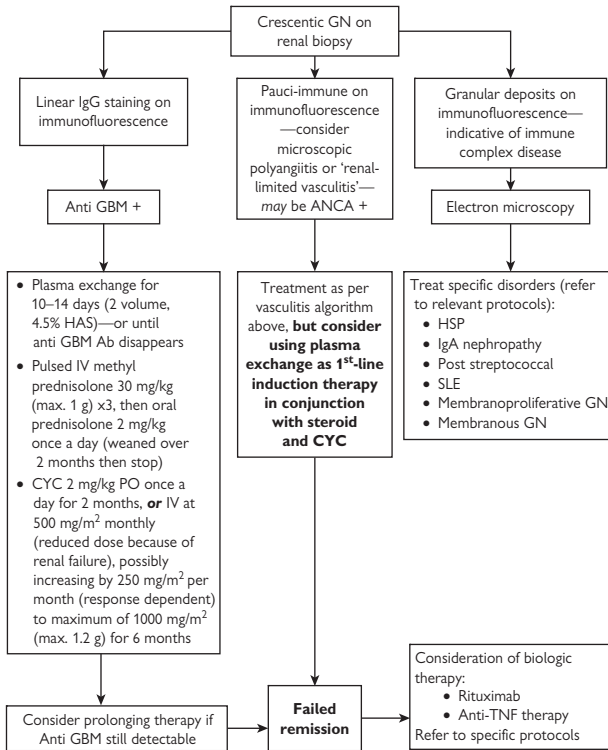 Crescentic GN on
renal biopsy
Linear IgG staining on
immunofluorescence
Pauci-immune on
immunofluorescence
—consider
microscopic
polyangiitis or ‘renal-
limited vasculitis’—
may be ANCA +
Granular deposits on
immunofluorescence—
indicative of immune
complex disease
Anti GBM +
Electron microscopy
• Plasma exchange for
10–14 days (2 volume,
4.5% HAS)—or until
anti GBM Ab disappears
• Pulsed IV methyl
prednisolone 30 mg/kg
(max. 1 g) x3, then oral
prednisolone 2 mg/kg
once a day (weaned over
2 months then stop)
• CYC 2 mg/kg PO once a
day for 2 months, or IV at
500 mg/m² monthly
(reduced dose because of
renal failure), possibly
increasing by 250 mg/m² per
month (response dependent)
to maximum of 1000 mg/m²
(max. 1.2 g) for 6 months
Treatment as per
vasculitis algorithm
above, but consider
using plasma
exchange as 1st-line
induction therapy
in conjunction
with steroid
and CYC
Treat specific disorders (refer
to relevant protocols):
• HSP
• IgA nephropathy
• Post streptococcal
• SLE
• Membranoproliferative GN
• Membranous GN
Consider prolonging therapy if
Anti GBM still detectable
Failed
remission
Consideration of biologic
therapy:
• Rituximab
• Anti-TNF therapy
Refer to specific protocols